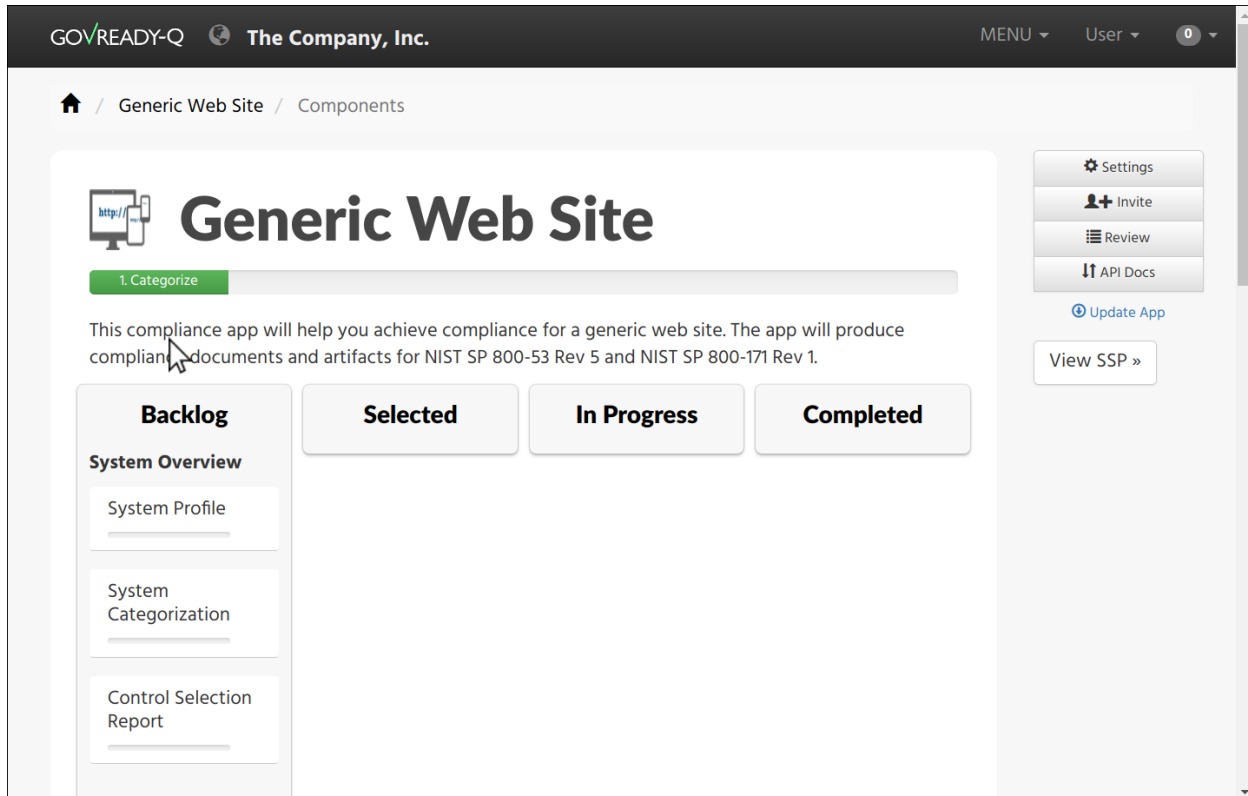 GOVREADY-Q The Company, Inc. MENU User 0
/ Generic Web Site / Components
http://
Generic Web Site
1. Categorize
This compliance app will help you achieve compliance for a generic web site. The app will produce
compliance documents and artifacts for NIST SP 800-53 Rev 5 and NIST SP 800-171 Rev 1.
Backlog
System Overview
System Profile
System
Categorization
Control Selection
Report
Selected
In Progress
Completed
Settings
Invite
Review
API Docs
Update App
View SSP »